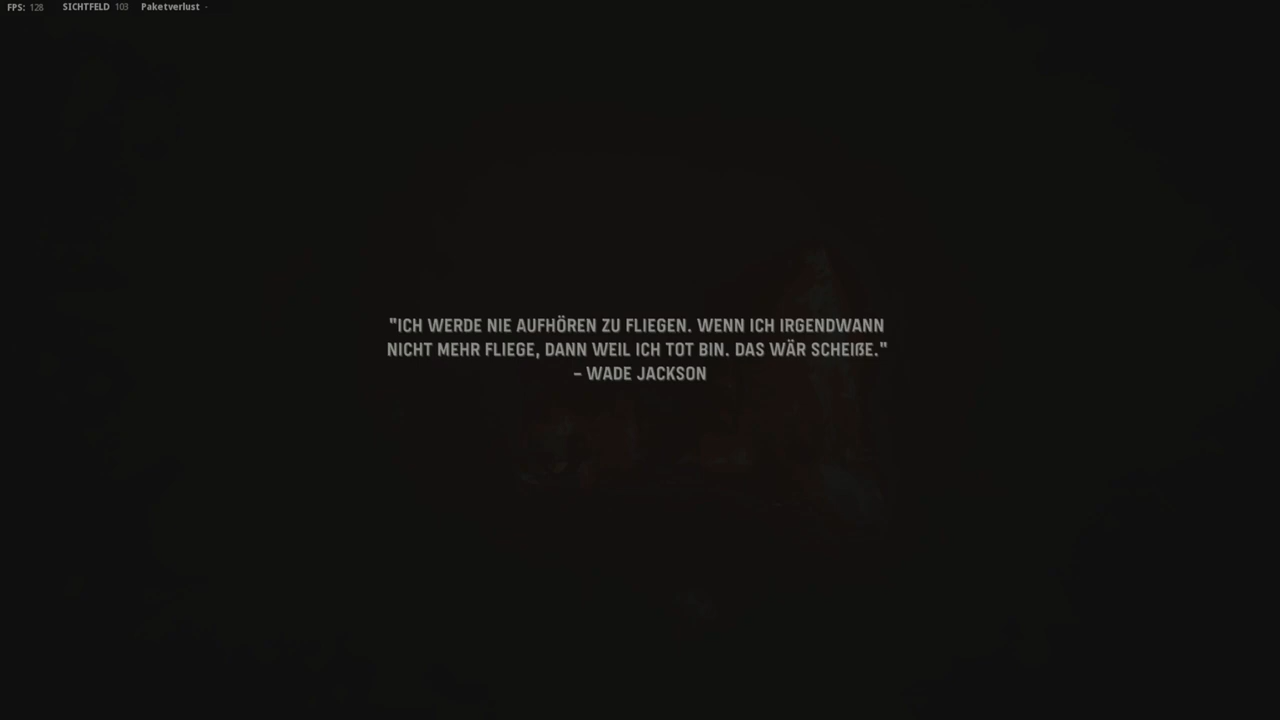 FPS: 128 SICHTFELD 103 Paketverlust -
"ICH WERDE NIE AUFHÖREN ZU FLIEGEN. WENN ICH IRGENDWANN
NICHT MEHR FLIEGE, DANN WEIL ICH TOT BIN. DAS WÄR SCHEIßE."
– WADE JACKSON